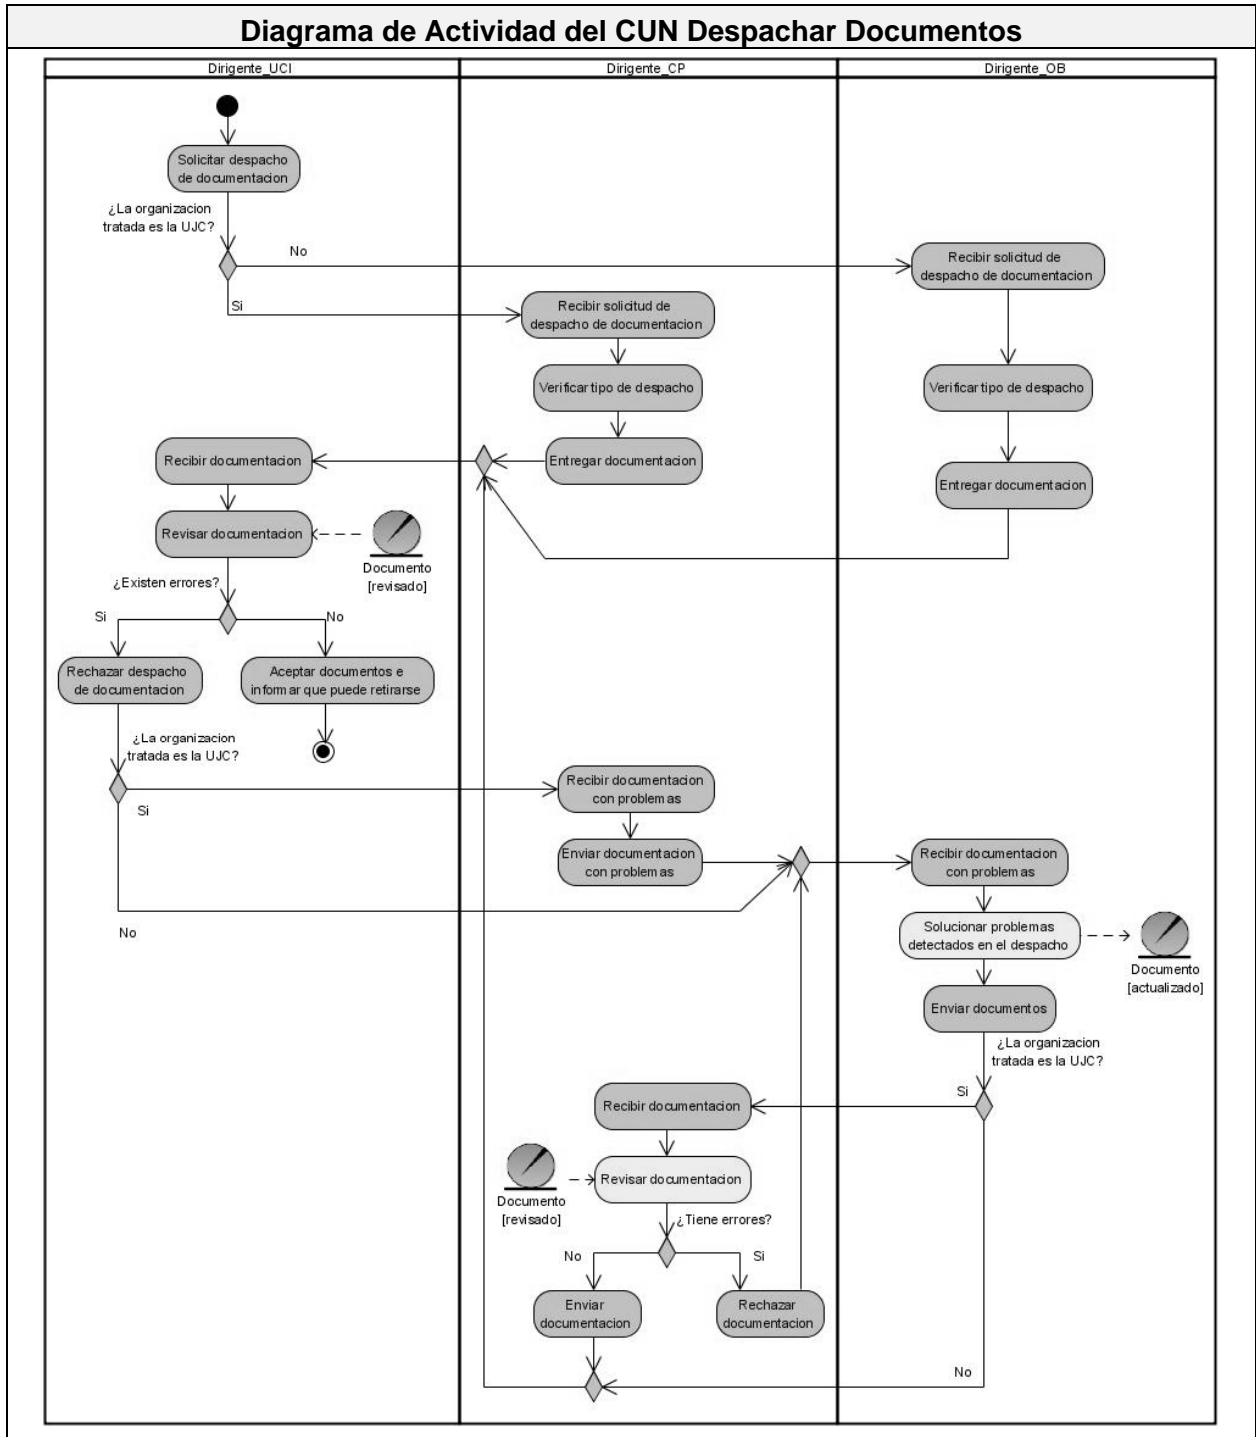 Diagrama de Actividad del CUN Despachar Documentos
Dirigente_UCI
Dirigente_CP
Dirigente_OB
Solicitar despacho
de documentacion
¿La organizacion
tratada es la UJC?
No
Si
Recibir solicitud de
despacho de documentacion
Recibir solicitud de
despacho de documentacion
Verificar tipo de despacho
Verificar tipo de despacho
Recibir documentacion
Entregar documentacion
Entregar documentacion
Revisar documentacion
Documento
[revisado]
¿Existen errores?
Si
No
Rechazar despacho
de documentacion
Aceptar documentos e
informar que puede retirarse
¿La organizacion
tratada es la UJC?
Si
No
Recibir documentacion
con problemas
Enviar documentacion
con problemas
Recibir documentacion
con problemas
Solucionar problemas
detectados en el despacho
Documento
[actualizado]
Enviar documentos
¿La organizacion
tratada es la UJC?
Si
Recibir documentacion
Revisar documentacion
Documento
[revisado]
¿Tiene errores?
No
Si
Enviar
documentacion
Rechazar
documentacion
No